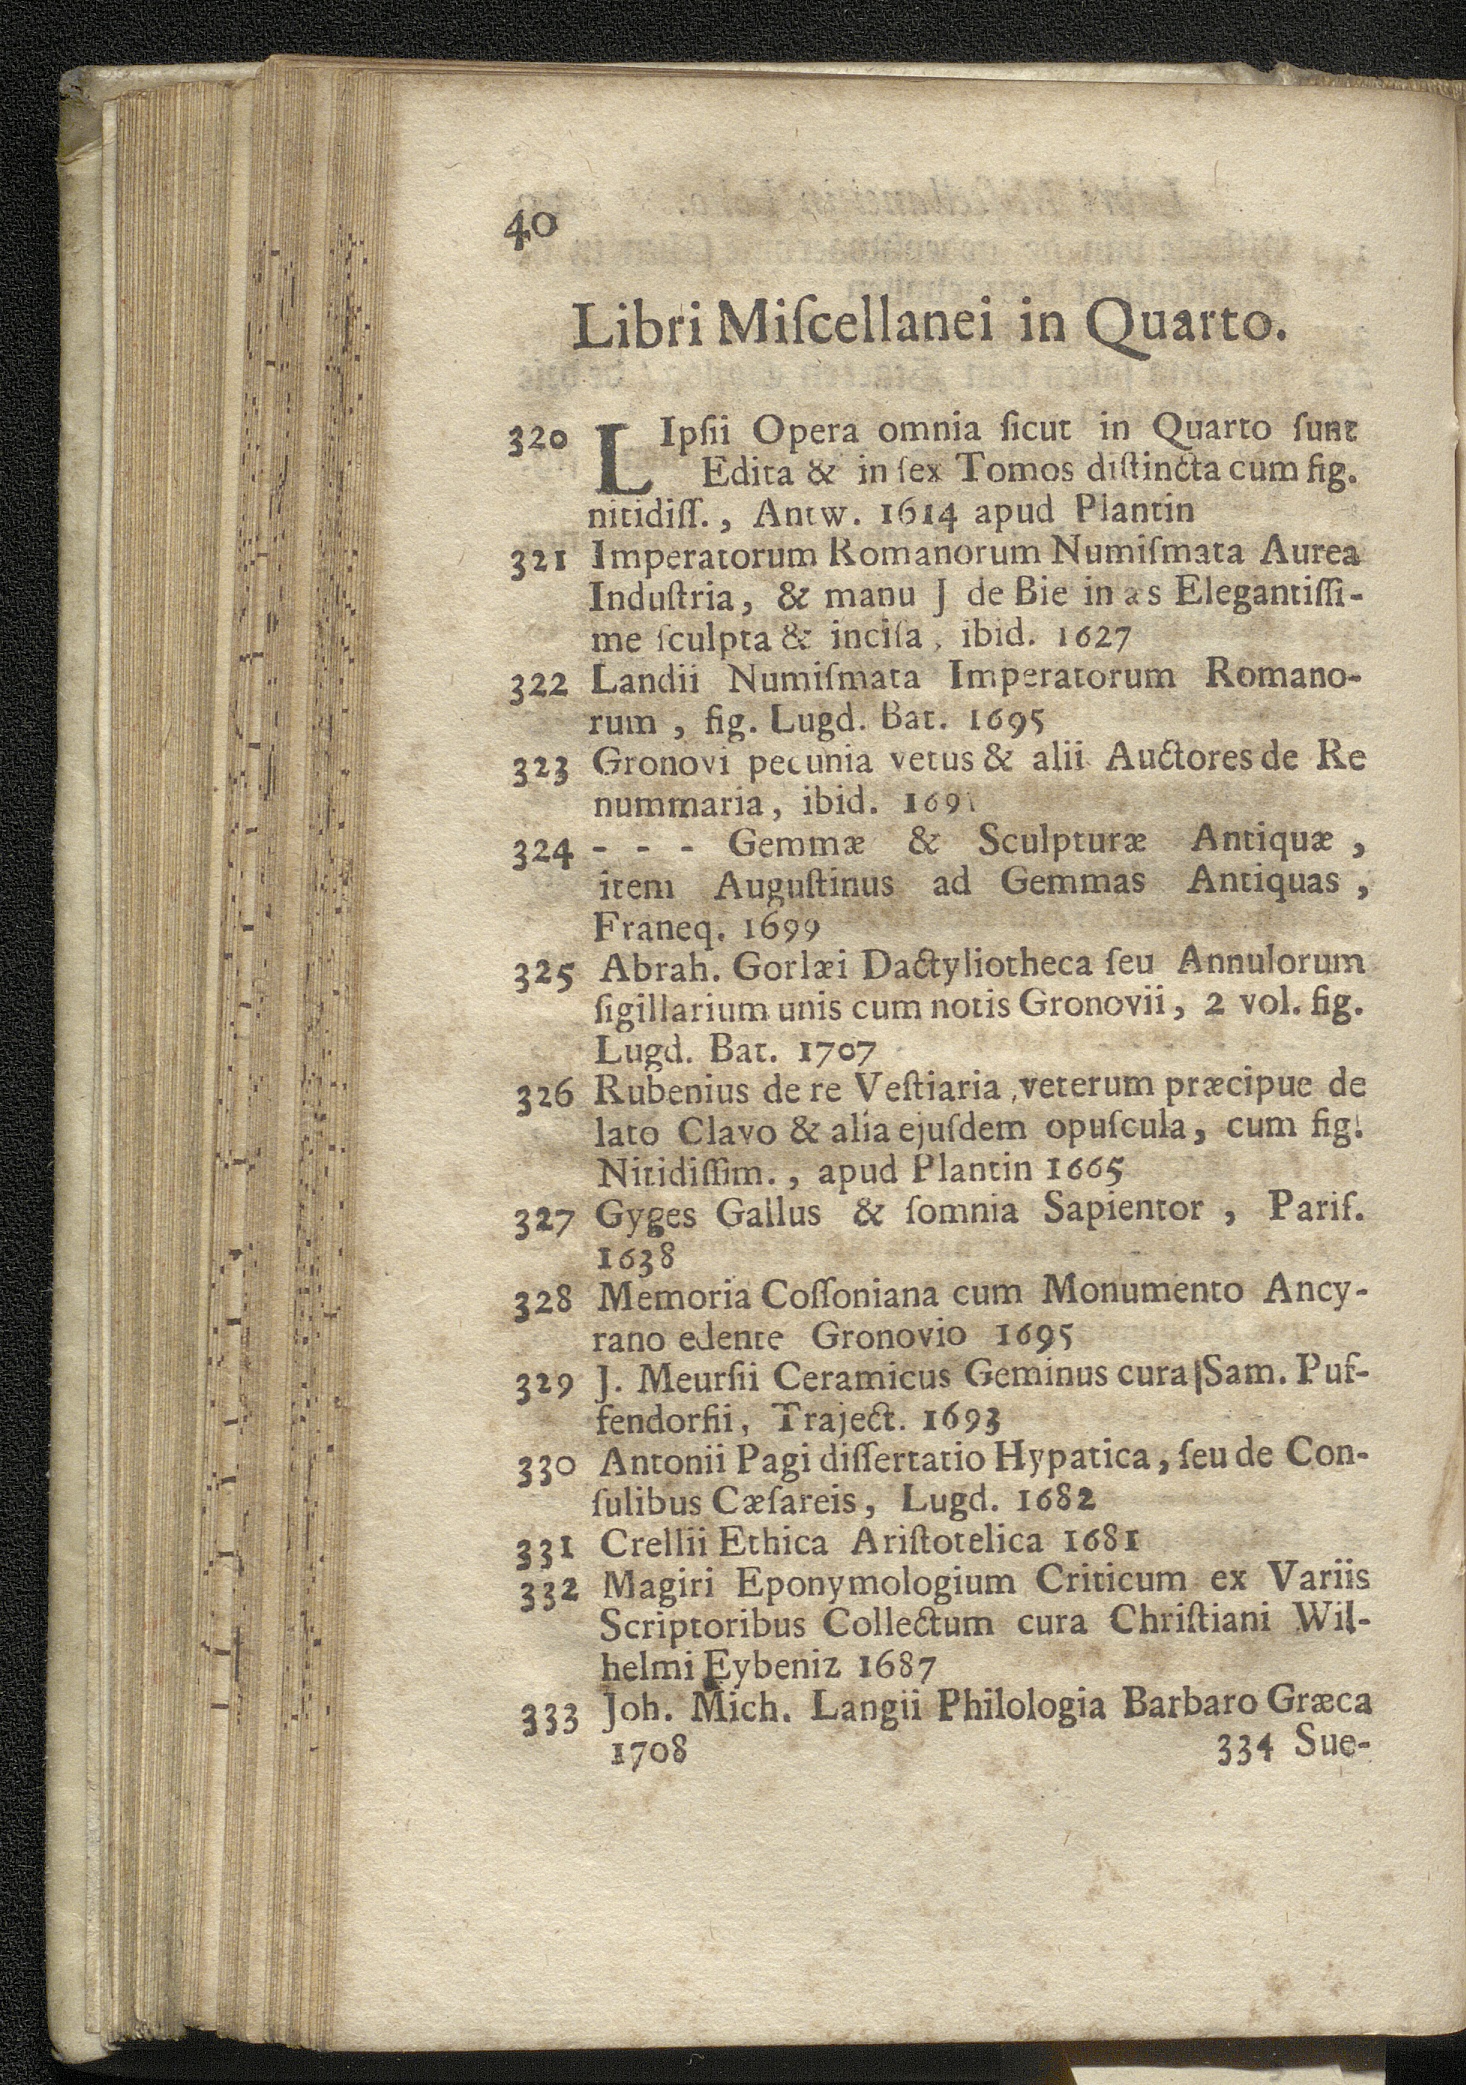 40
Libri Miſcellanei in Quarto.
320 LIpſii Opera omnia ſicut in Quarto ſunt
Edita & in ſex Tomos diſtincta cum fig.
nitidiſſ., Antw. 1614 apud Plantin
321 Imperatorum Romanorum Numiſmata Aurea
Induſtria, & manu J de Bie in as Elegantiſſi-
me ſculpta & inciſa, ibid. 1627
322 Landii Numiſmata Imperatorum Romano-
rum, fig. Lugd. Bat. 1695
323 Gronovi pecunia vetus & alii Auctores de Re
nummaria, ibid. 1691
324 - - - Gemmæ & Sculpturæ Antiquæ,
item Auguſtinus ad Gemmas Antiquas,
Franeq. 1699
325 Abrah. Gorlæi Dactyliotheca ſeu Annulorum
ſigillarium unis cum notis Gronovii, 2 vol. fig.
Lugd. Bat. 1707
326 Rubenius de re Veſtiaria, veterum præcipue de
lato Clavo & alia ejuſdem opuſcula, cum fig.
Nitidiſſim., apud Plantin 1665
327 Gyges Gallus & ſomnia Sapientor, Pariſ.
1638
328 Memoria Coſſoniana cum Monumento Ancy-
rano edente Gronovio 1695
329 J. Meurſii Ceramicus Geminus cura Sam. Puf-
fendorfii, Traject. 1693
330 Antonii Pagi diſſertatio Hypatica, ſeu de Con-
ſulibus Cæſareis, Lugd. 1682
331 Crellii Ethica Ariſtotelica 1681
332 Magiri Eponymologium Criticum ex Variis
Scriptoribus Collectum cura Chriſtiani Wil-
helmi Eybeniz 1687
333 Joh. Mich. Langii Philologia Barbaro Græca
1708 334 Sue-